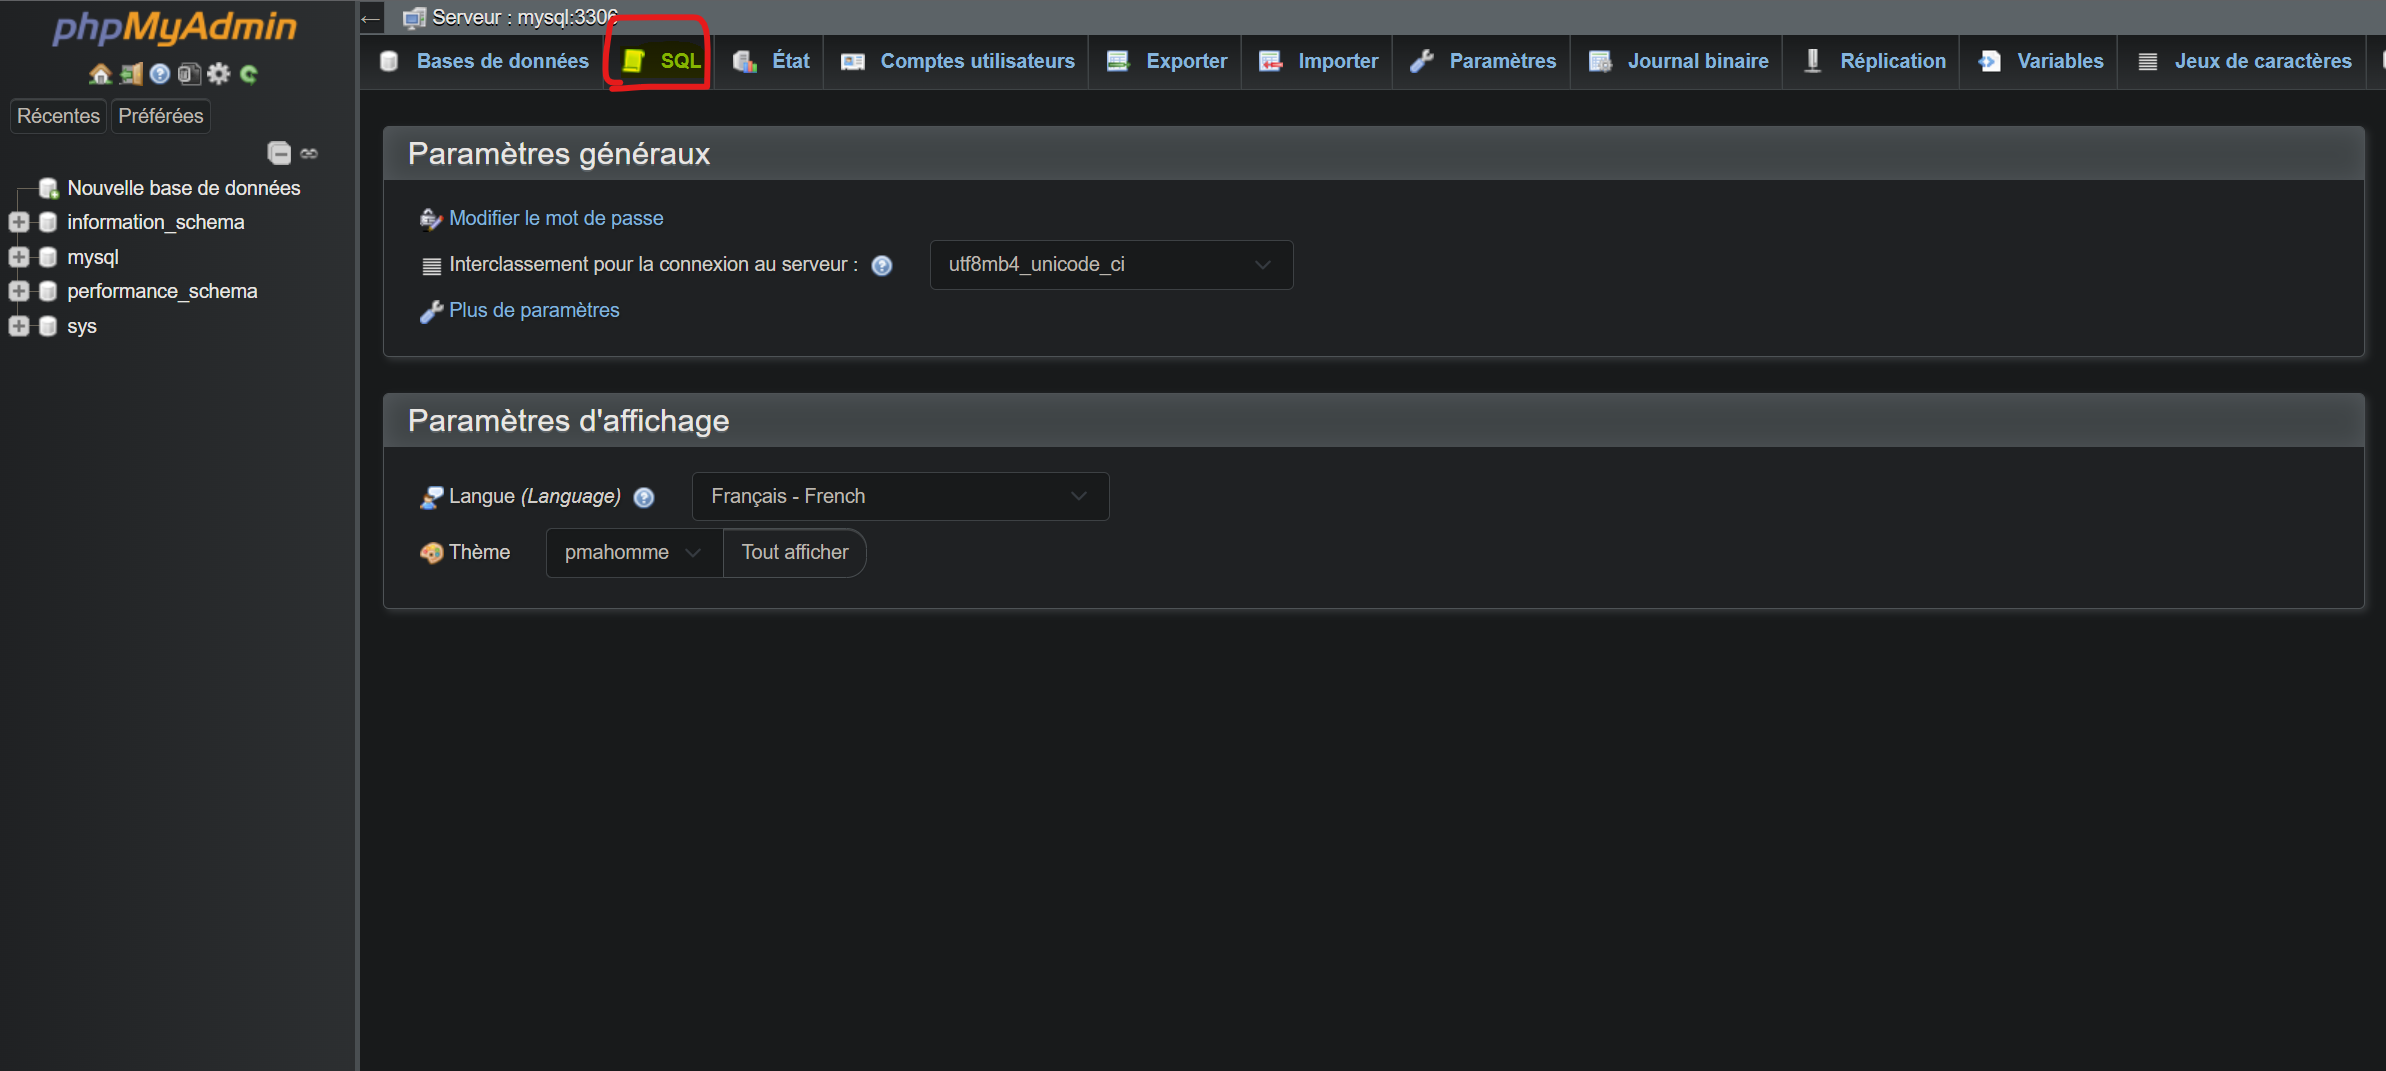 phpMyAdmin
Récentes Préférées
Nouvelle base de données
information_schema
mysql
performance_schema
sys
Serveur : mysql:3306
Bases de données SQL État Comptes utilisateurs Exporter Importer Paramètres Journal binaire Réplication Variables Jeux de caractères
Paramètres généraux
Modifier le mot de passe
Interclassement pour la connexion au serveur : utf8mb4_unicode_ci
Plus de paramètres
Paramètres d'affichage
Langue (Language) Français - French
Thème pmahomme Tout afficher